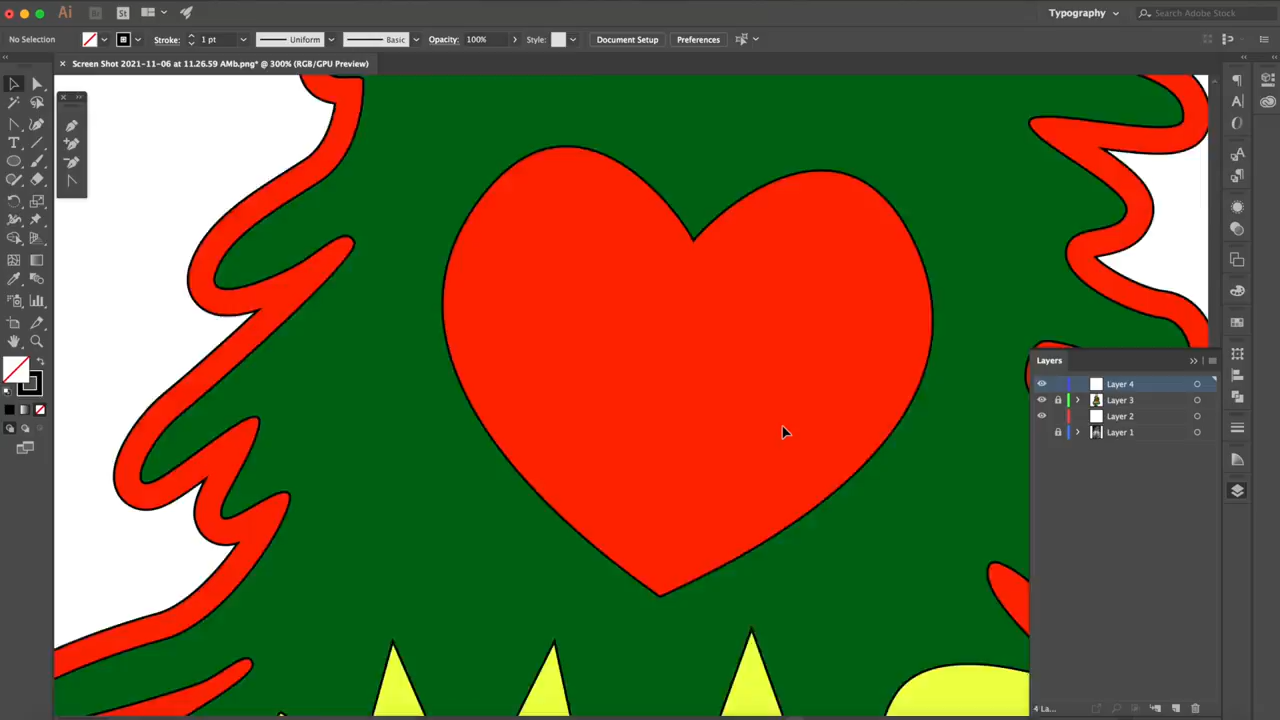 Ai Br St Typography Search Adobe Stock
No Selection Stroke: 1 pt Uniform Basic Opacity: 100% Style: Document Setup Preferences
Screen Shot 2021-11-06 at 11.26.59 AMb.png* @ 300% (RGB/GPU Preview)
Layers
Layer 4
Layer 3
Layer 2
Layer 1
4 La...